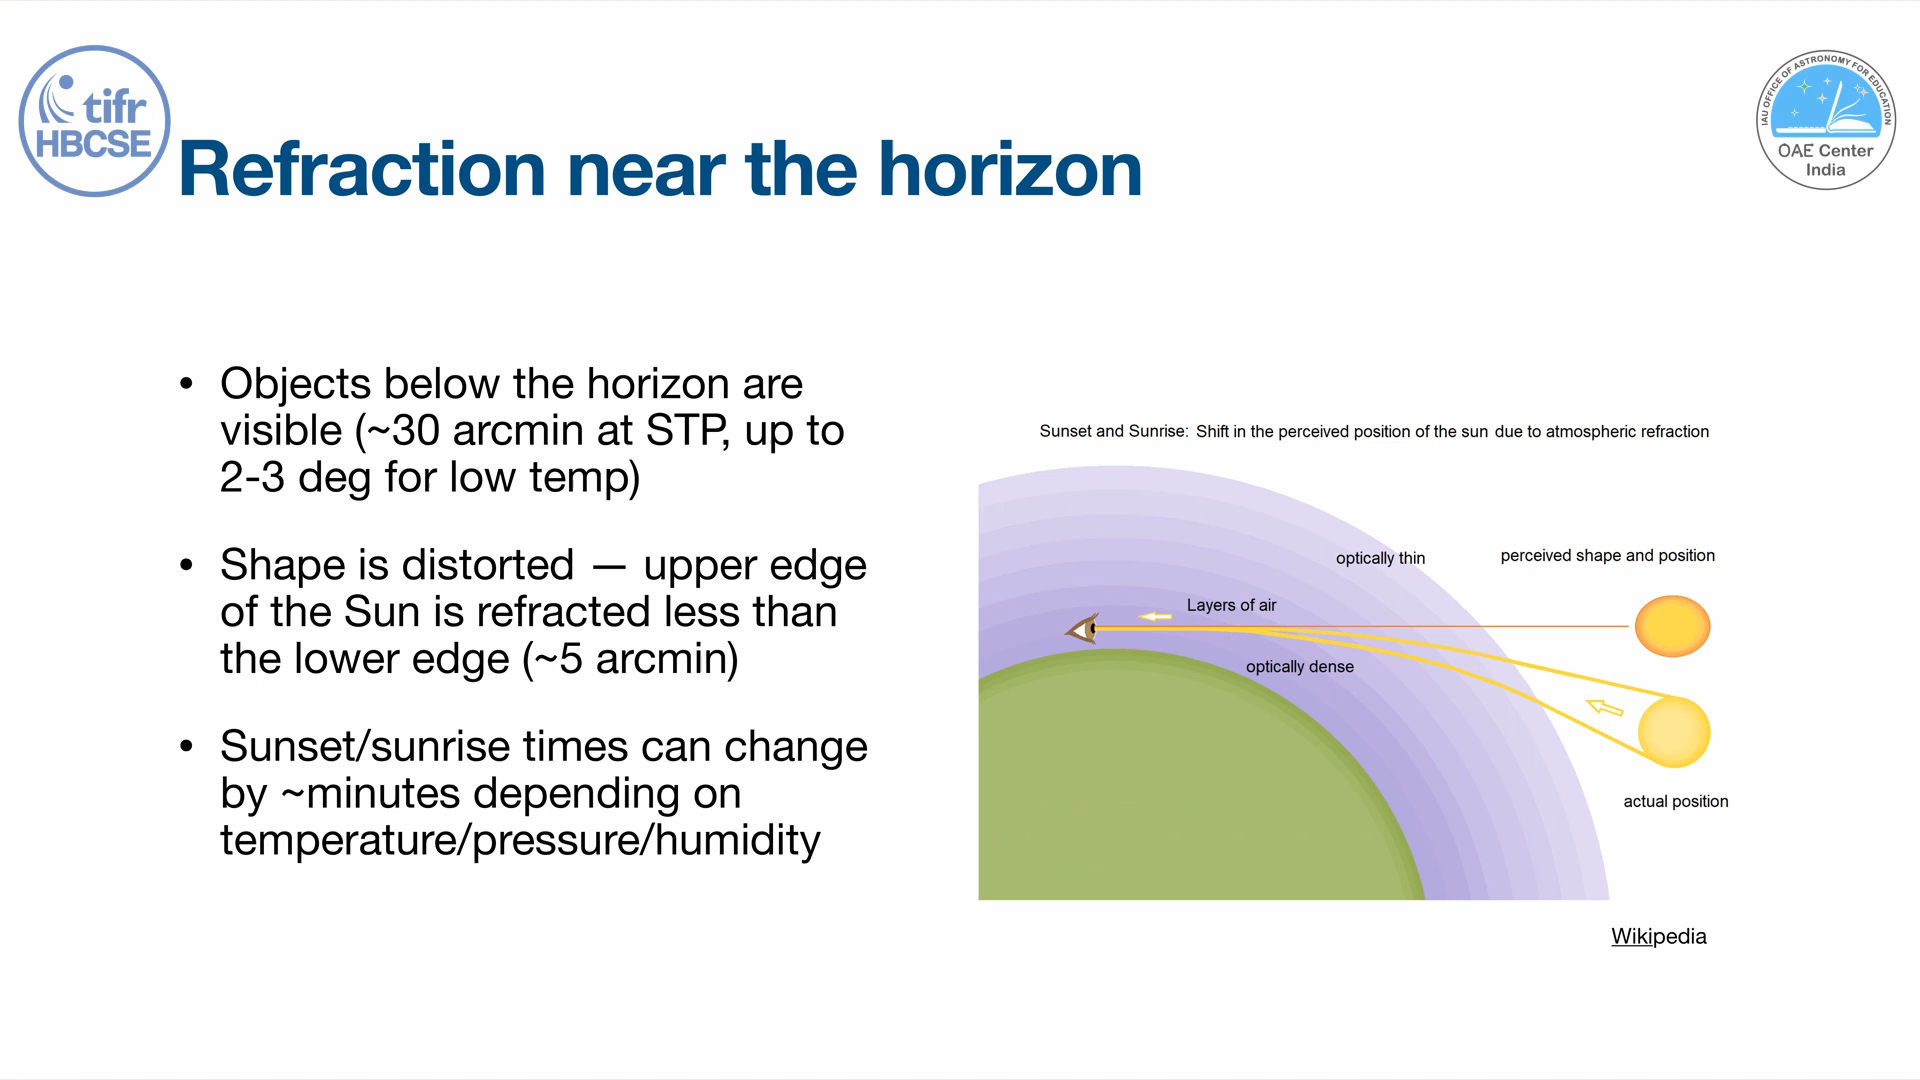 tifr
HBCSE
IAU OFFICE OF ASTRONOMY FOR EDUCATION
OAE Center
India
Refraction near the horizon
• Objects below the horizon are
visible (~30 arcmin at STP, up to
2-3 deg for low temp)
• Shape is distorted — upper edge
of the Sun is refracted less than
the lower edge (~5 arcmin)
• Sunset/sunrise times can change
by ~minutes depending on
temperature/pressure/humidity
Sunset and Sunrise: Shift in the perceived position of the sun due to atmospheric refraction
optically thin
perceived shape and position
Layers of air
optically dense
actual position
Wikipedia